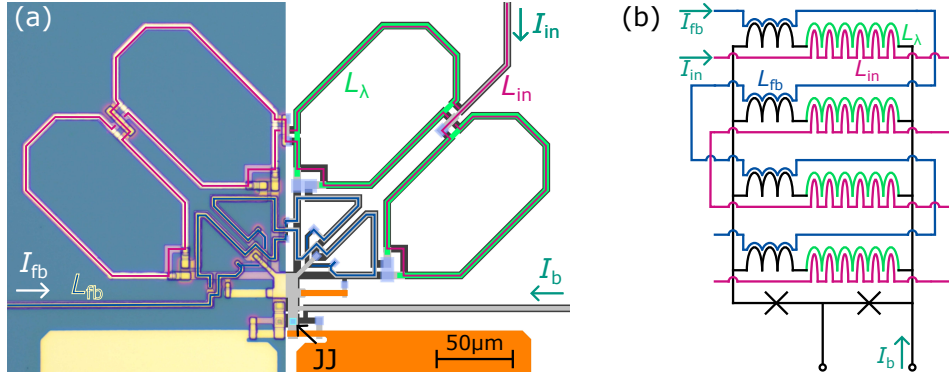 (a)
I_in
L_λ
L_in
I_fb
L_fb
I_b
JJ
50μm
(b)
I_fb
L_λ
I_in
L_in
L_fb
I_b